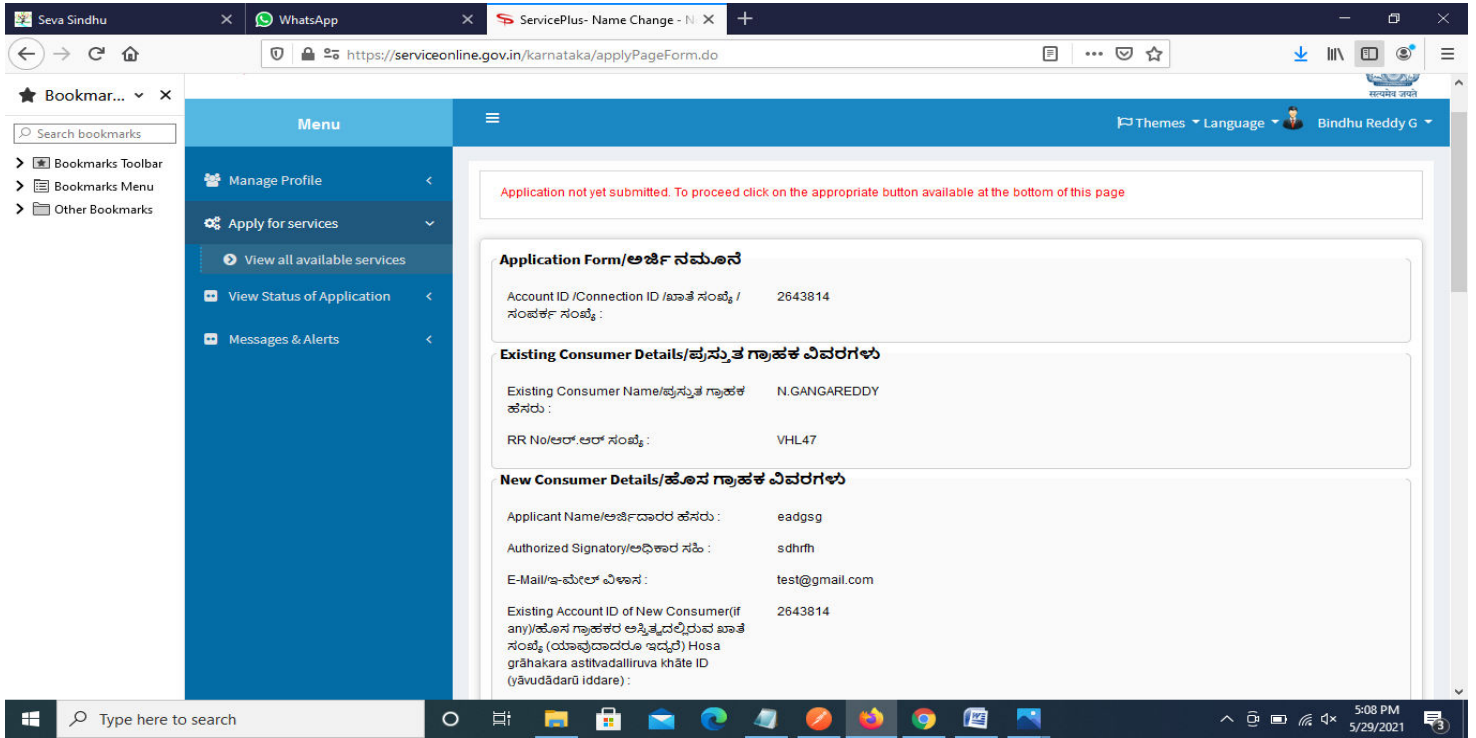 Seva Sindhu
WhatsApp
ServicePlus- Name Change - N
https://serviceonline.gov.in/karnataka/applyPageForm.do
Bookmar...
सत्यमेव जयते
Search bookmarks
Bookmarks Toolbar
Bookmarks Menu
Other Bookmarks
Menu
Themes Language Bindhu Reddy G
Manage Profile
Apply for services
View all available services
View Status of Application
Messages & Alerts
Application not yet submitted. To proceed click on the appropriate button available at the bottom of this page
Application Form/ಅರ್ಜಿ ನಮೂನೆ
Account ID /Connection ID /ಖಾತೆ ಸಂಖ್ಯೆ / 2643814
ಸಂಪರ್ಕ ಸಂಖ್ಯೆ :
Existing Consumer Details/ಪ್ರಸ್ತುತ ಗ್ರಾಹಕ ವಿವರಗಳು
Existing Consumer Name/ಪ್ರಸ್ತುತ ಗ್ರಾಹಕ N.GANGAREDDY
ಹೆಸರು :
RR No/ಆರ್.ಆರ್ ಸಂಖ್ಯೆ : VHL47
New Consumer Details/ಹೊಸ ಗ್ರಾಹಕ ವಿವರಗಳು
Applicant Name/ಅರ್ಜಿದಾರರ ಹೆಸರು : eadgsg
Authorized Signatory/ಅಧಿಕಾರ ಸಹಿ : sdhrfh
E-Mail/ಇ-ಮೇಲ್ ವಿಳಾಸ : test@gmail.com
Existing Account ID of New Consumer(if 2643814
any)/ಹೊಸ ಗ್ರಾಹಕರ ಅಸ್ತಿತ್ವದಲ್ಲಿರುವ ಖಾತೆ
ಸಂಖ್ಯೆ (ಯಾವುದಾದರೂ ಇದ್ದರೆ) Hosa
grāhakara astitvadalliruva khāte ID
(yāvudādarū iddare) :
Type here to search
5:08 PM
5/29/2021
3